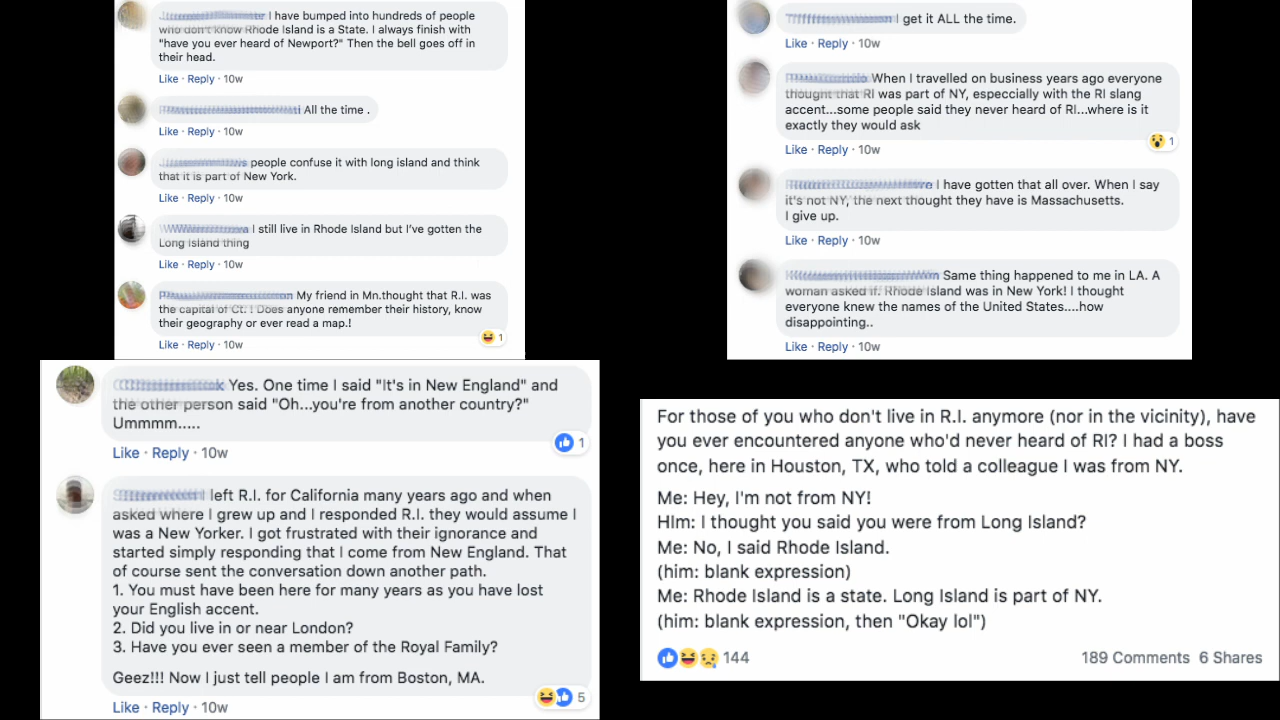 I have bumped into hundreds of people
who don't know Rhode Island is a State. I always finish with
"have you ever heard of Newport?" Then the bell goes off in
their head.
Like · Reply · 10w
All the time .
Like · Reply · 10w
people confuse it with long island and think
that it is part of New York.
Like · Reply · 10w
I still live in Rhode Island but I've gotten the
Long Island thing
Like · Reply · 10w
My friend in Mn.thought that R.I. was
the capital of Ct. ! Does anyone remember their history, know
their geography or ever read a map.!
1
Like · Reply · 10w
Yes. One time I said "It's in New England" and
the other person said "Oh...you're from another country?"
Ummmm.....
1
Like · Reply · 10w
I left R.I. for California many years ago and when
asked where I grew up and I responded R.I. they would assume I
was a New Yorker. I got frustrated with their ignorance and
started simply responding that I come from New England. That
of course sent the conversation down another path.
1. You must have been here for many years as you have lost
your English accent.
2. Did you live in or near London?
3. Have you ever seen a member of the Royal Family?
Geez!!! Now I just tell people I am from Boston, MA.
5
Like · Reply · 10w
I get it ALL the time.
Like · Reply · 10w
When I travelled on business years ago everyone
thought that RI was part of NY, especcially with the RI slang
accent...some people said they never heard of RI...where is it
exactly they would ask
1
Like · Reply · 10w
I have gotten that all over. When I say
it's not NY, the next thought they have is Massachusetts.
I give up.
Like · Reply · 10w
Same thing happened to me in LA. A
woman asked if. Rhode Island was in New York! I thought
everyone knew the names of the United States....how
disappointing..
Like · Reply · 10w
For those of you who don't live in R.I. anymore (nor in the vicinity), have
you ever encountered anyone who'd never heard of RI? I had a boss
once, here in Houston, TX, who told a colleague I was from NY.
Me: Hey, I'm not from NY!
HIm: I thought you said you were from Long Island?
Me: No, I said Rhode Island.
(him: blank expression)
Me: Rhode Island is a state. Long Island is part of NY.
(him: blank expression, then "Okay lol")
144
189 Comments 6 Shares